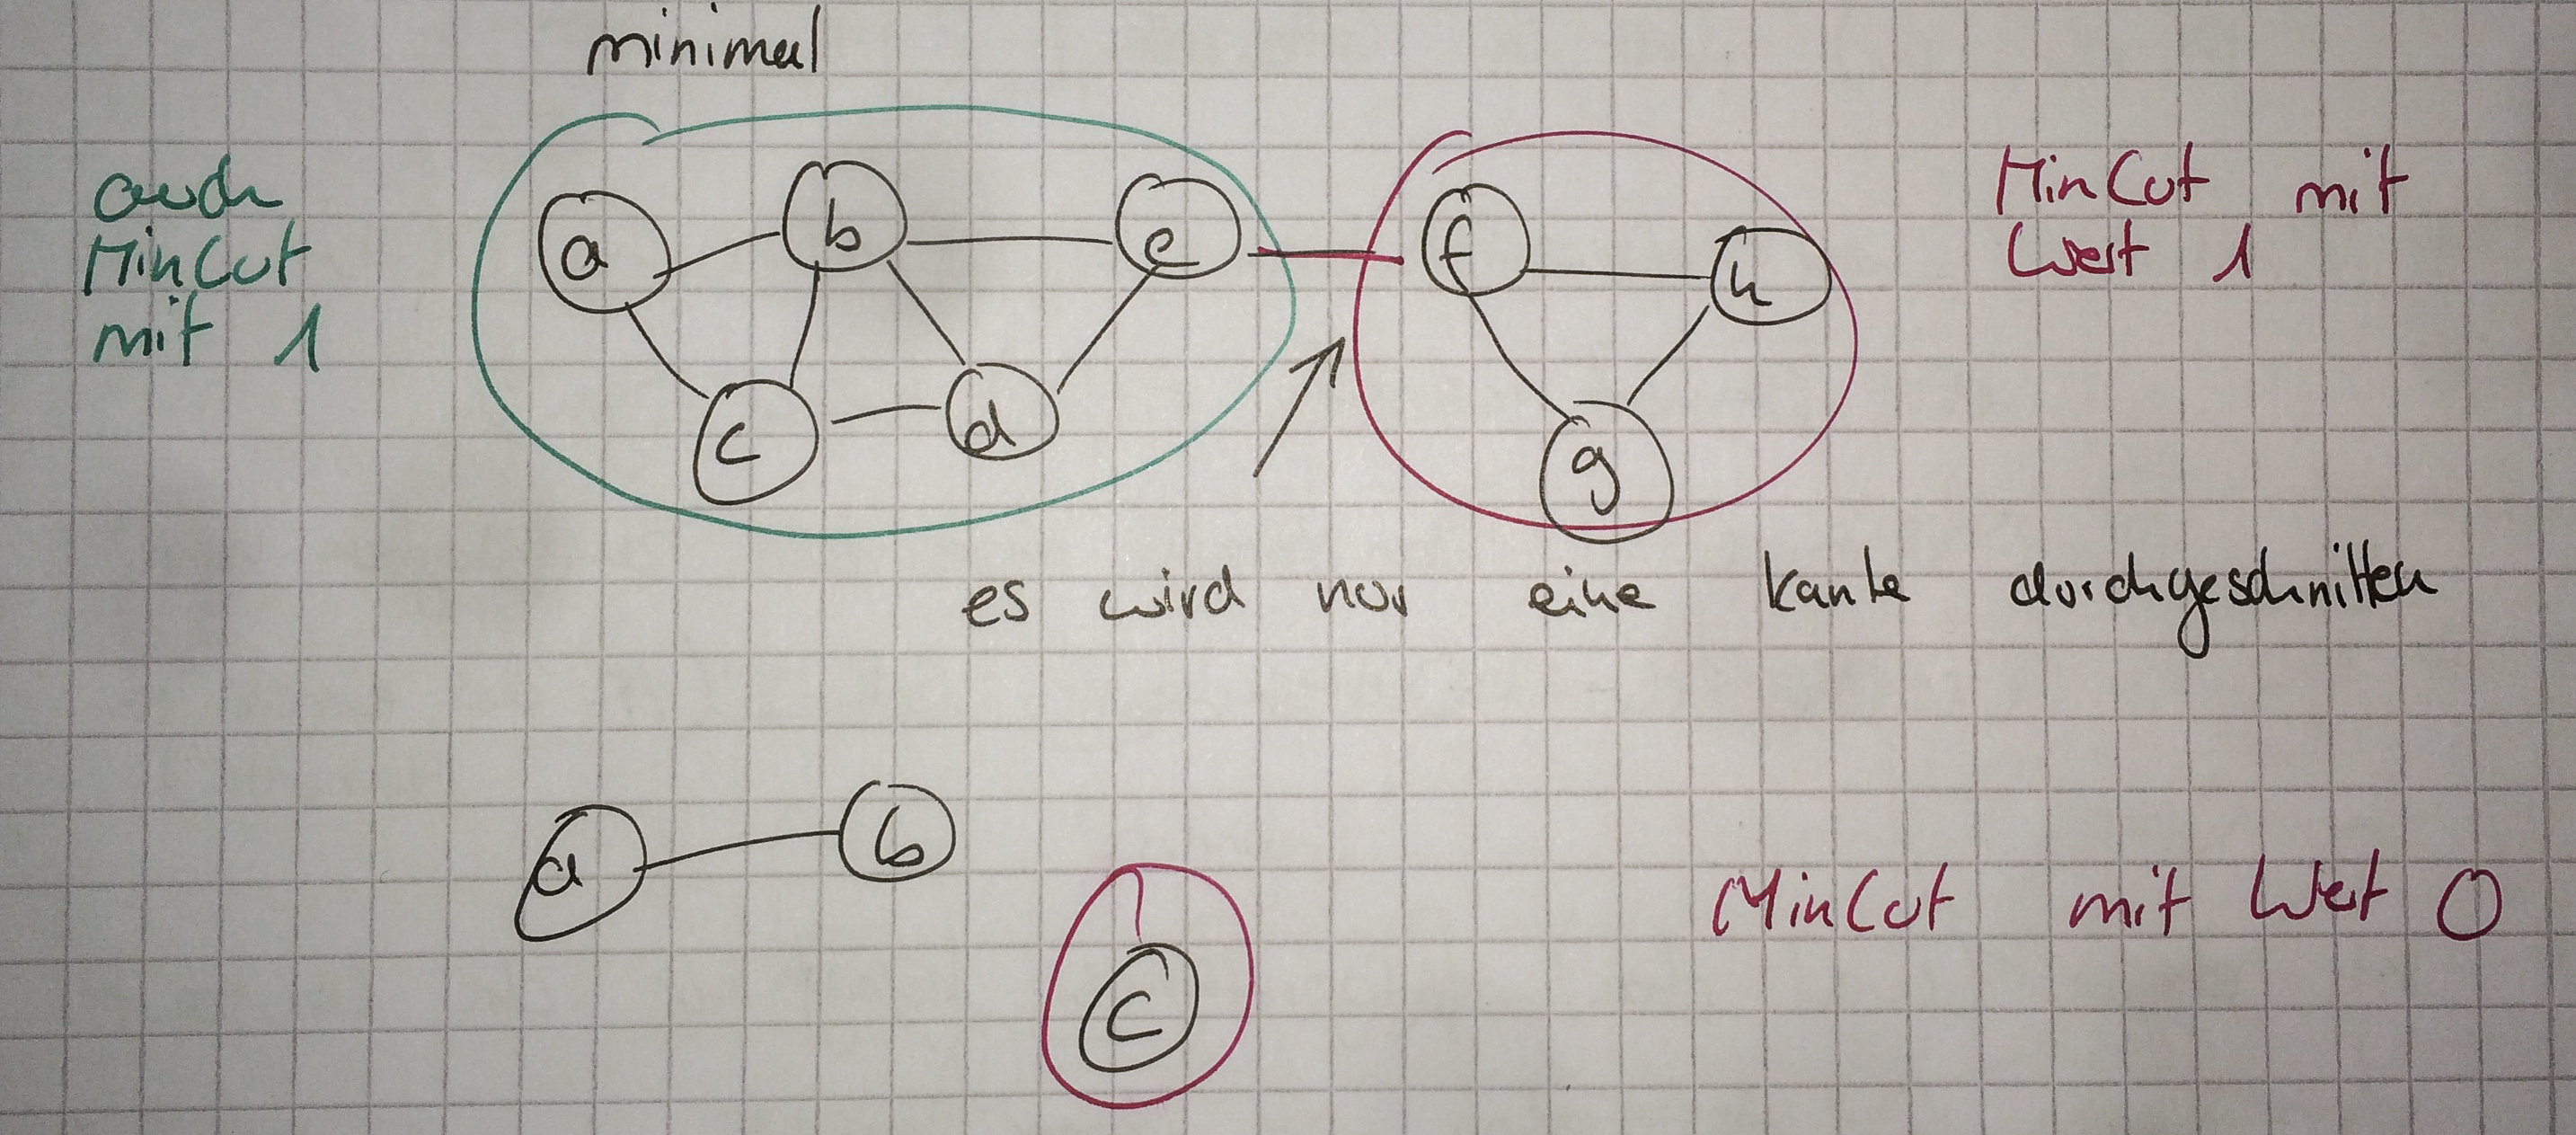 minimal
auch
MinCut
mit 1
a b e f h
c d g
MinCut mit
Wert 1
es wird nur eine kante durchgeschnitten
a b
c
MinCut mit Wert 0